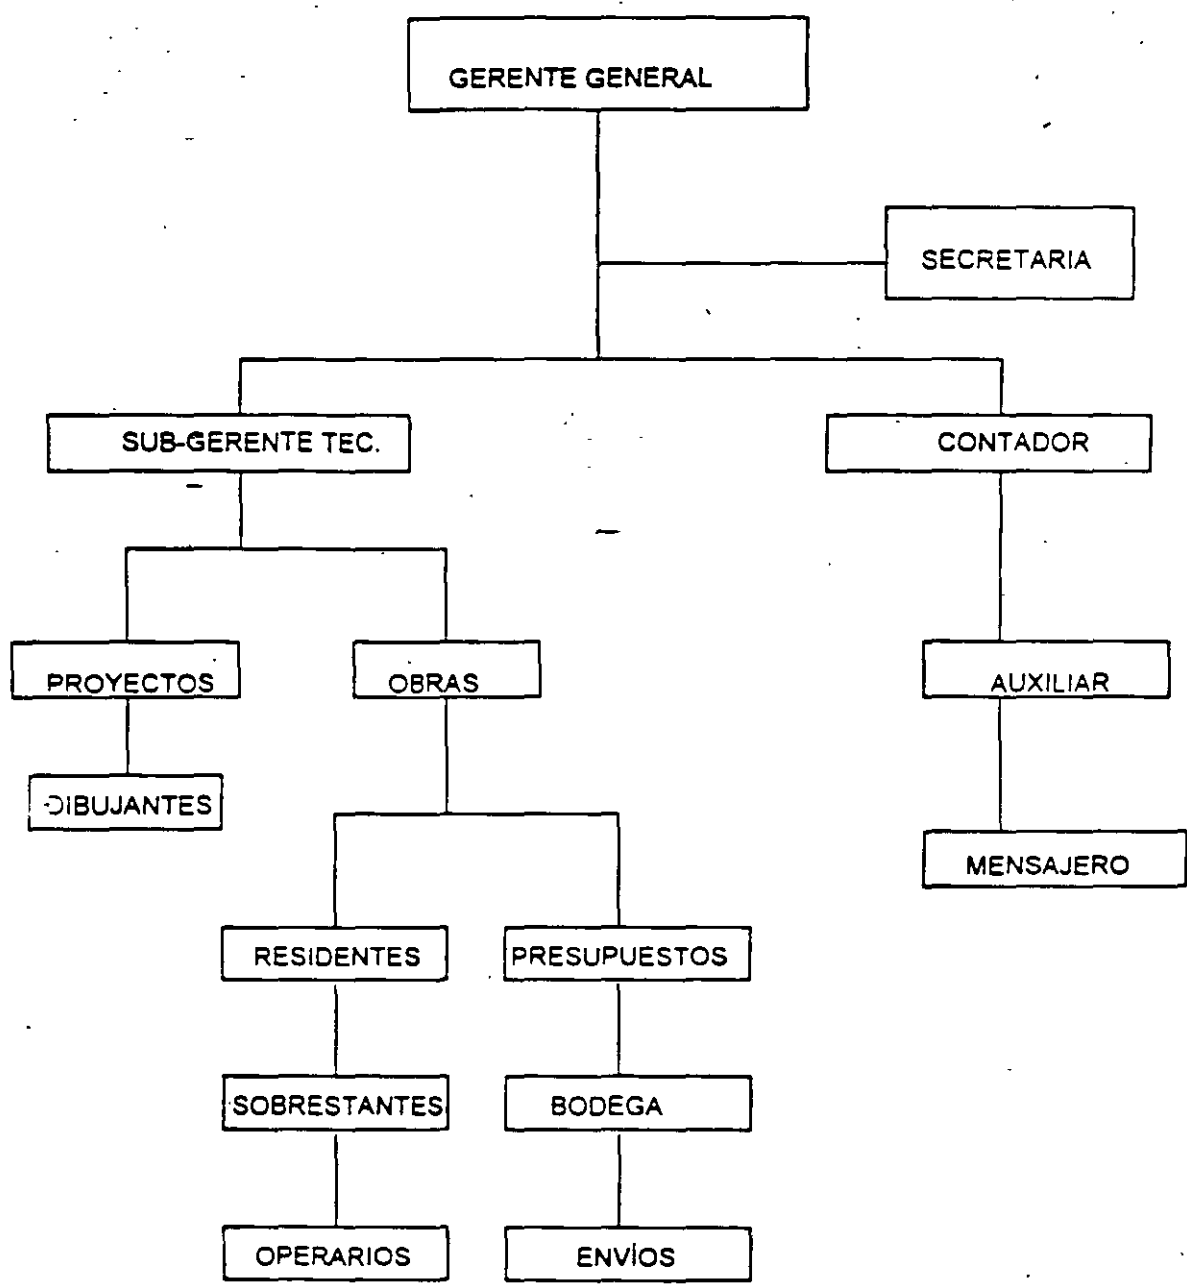 GERENTE GENERAL
SECRETARIA
SUB-GERENTE TEC.
CONTADOR
PROYECTOS
OBRAS
AUXILIAR
DIBUJANTES
MENSAJERO
RESIDENTES
PRESUPUESTOS
SOBRESTANTES
BODEGA
OPERARIOS
ENVÍOS